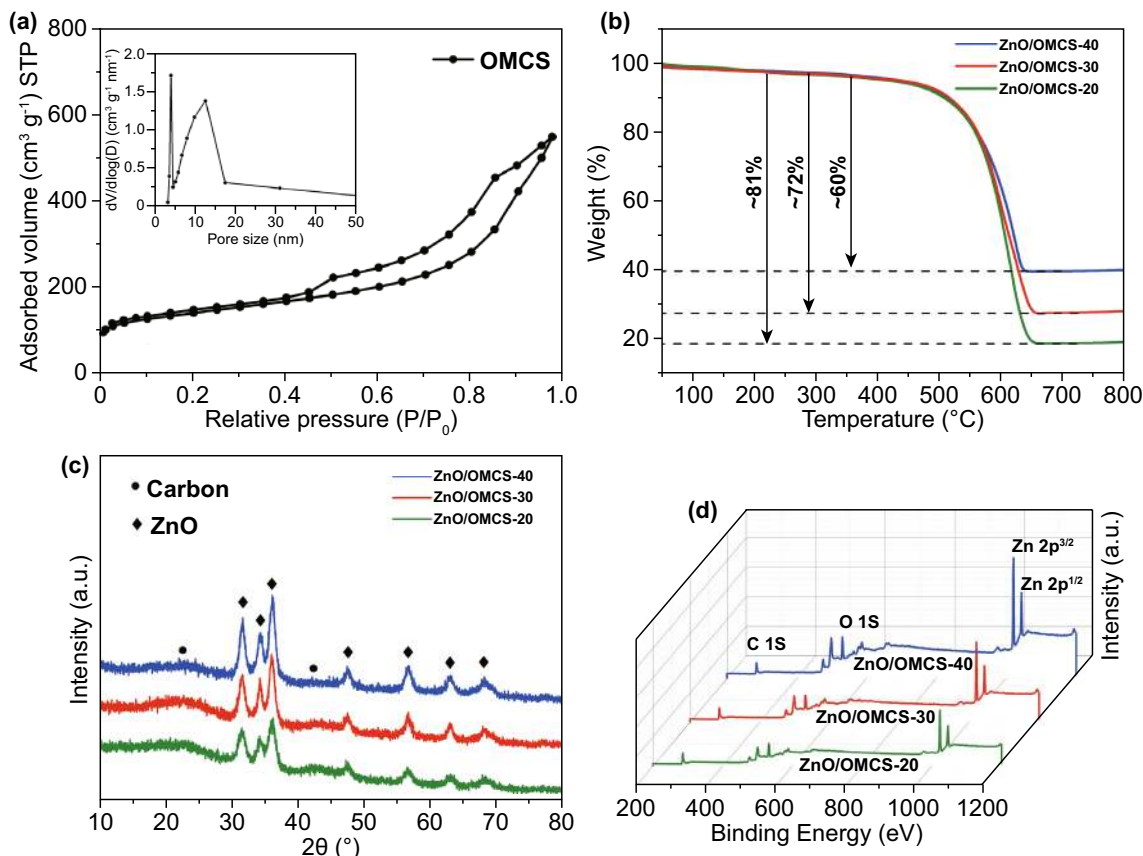 (a)
800
600
400
200
0
Adsorbed volume (cm³ g⁻¹) STP
0 0.2 0.4 0.6 0.8 1.0
Relative pressure (P/P₀)
OMCS
2.0
1.5
1.0
0.5
0
dV/dlog(D) (cm³ g⁻¹ nm⁻¹)
0 10 20 30 40 50
Pore size (nm)
(b)
ZnO/OMCS-40
ZnO/OMCS-30
ZnO/OMCS-20
100
80
60
40
20
Weight (%)
~81%
~72%
~60%
100 200 300 400 500 600 700 800
Temperature (°C)
(c)
Carbon
ZnO
ZnO/OMCS-40
ZnO/OMCS-30
ZnO/OMCS-20
Intensity (a.u.)
10 20 30 40 50 60 70 80
2θ (°)
(d)
Zn 2p³/²
Zn 2p¹/²
O 1S
C 1S
ZnO/OMCS-40
ZnO/OMCS-30
ZnO/OMCS-20
Intensity (a.u.)
200 400 600 800 1000 1200
Binding Energy (eV)